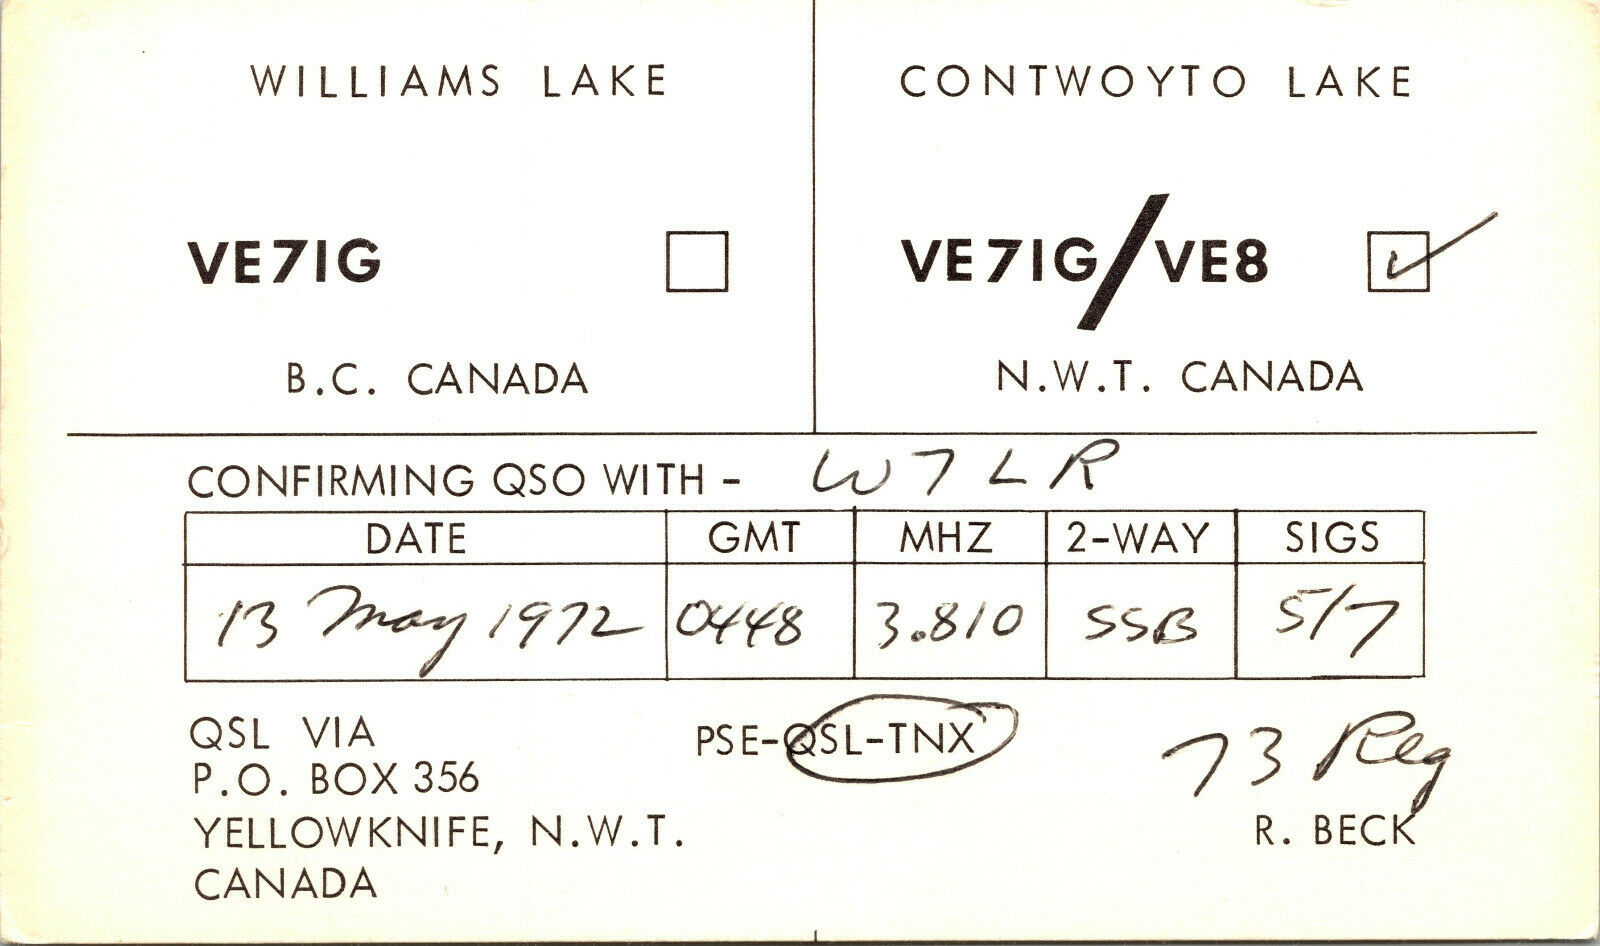 WILLIAMS LAKE
VE7IG
B.C. CANADA
CONTWOYTO LAKE
VE7IG/VE8
N.W.T. CANADA
CONFIRMING QSO WITH - W7LR
DATE GMT MHZ 2-WAY SIGS
13 May 1972 0448 3.810 SSB 5/7
QSL VIA
P.O. BOX 356
YELLOWKNIFE, N.W.T.
CANADA
PSE-QSL-TNX
73 Reg
R. BECK